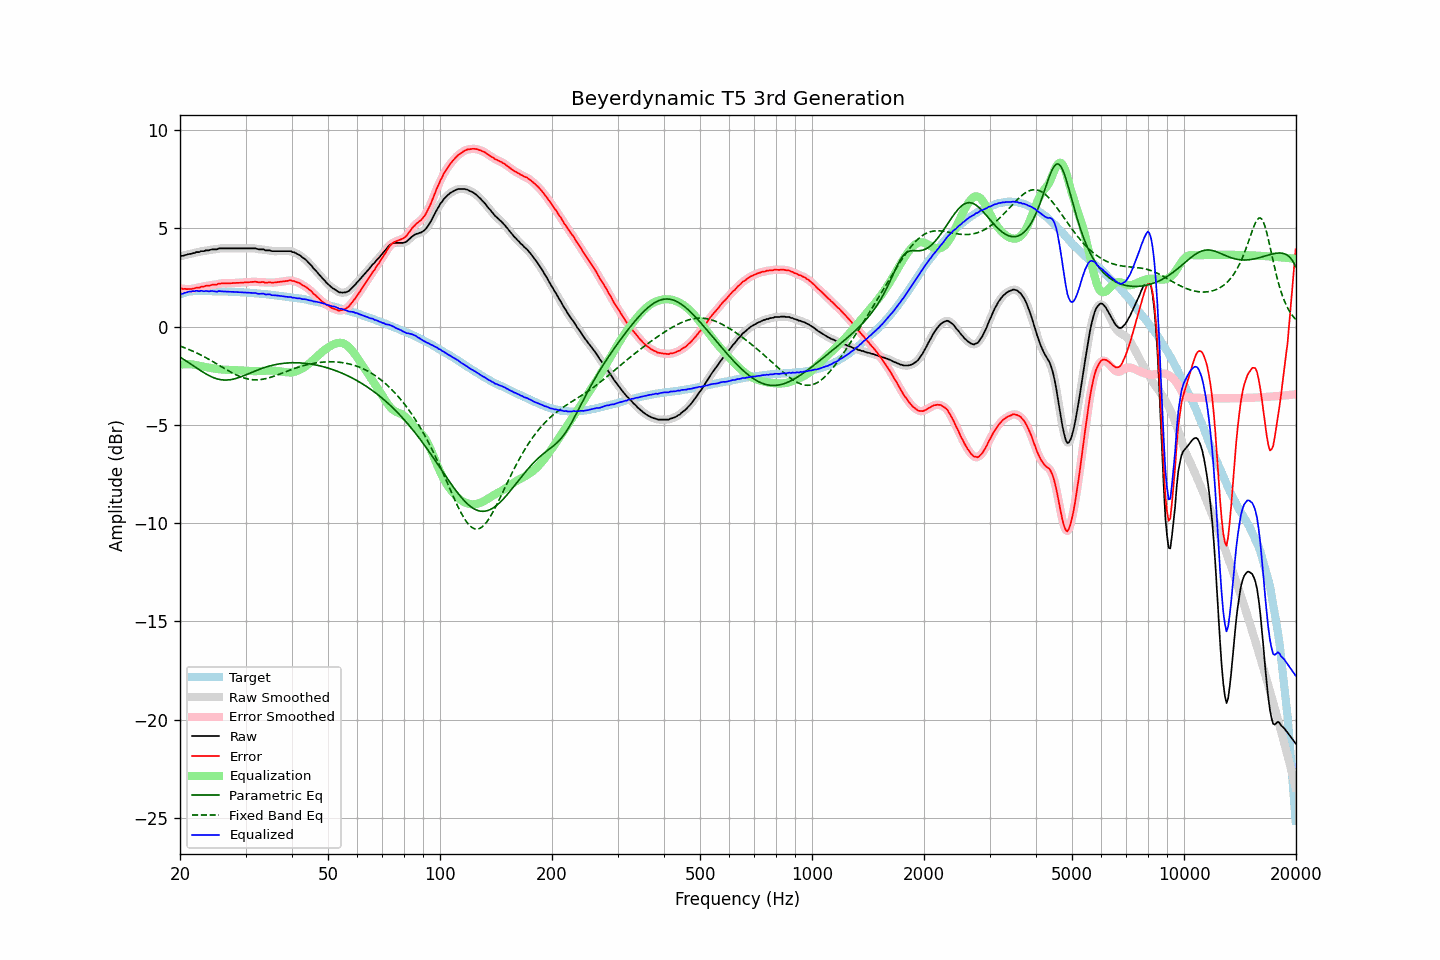 Beyerdynamic T5 3rd Generation
Amplitude (dBr)
10
5
0
−5
−10
−15
−20
−25
Target
Raw Smoothed
Error Smoothed
Raw
Error
Equalization
Parametric Eq
Fixed Band Eq
Equalized
20 50 100 200 500 1000 2000 5000 10000 20000
Frequency (Hz)